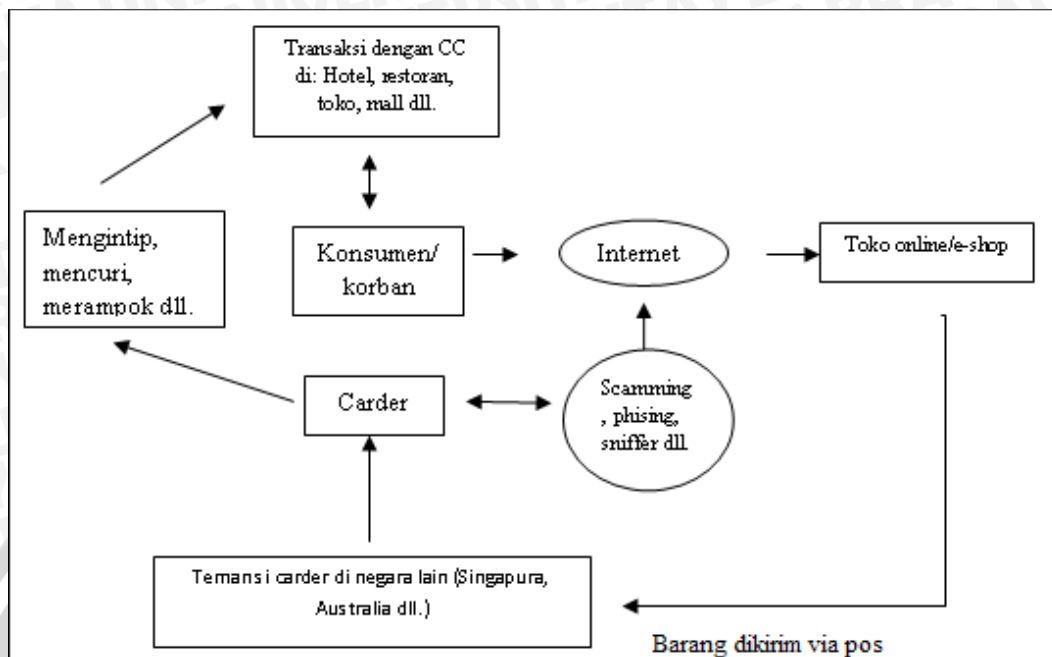 Transaksi dengan CC
di: Hotel, restoran,
toko, mall dll.
Mengintip,
mencuri,
merampok dll.
Konsumen/
korban
Internet
Toko online/e-shop
Carder
Scamming
, phising,
sniffer dll.
Temansi carder di negara lain (Singapura,
Australia dll.)
Barang dikirim via pos